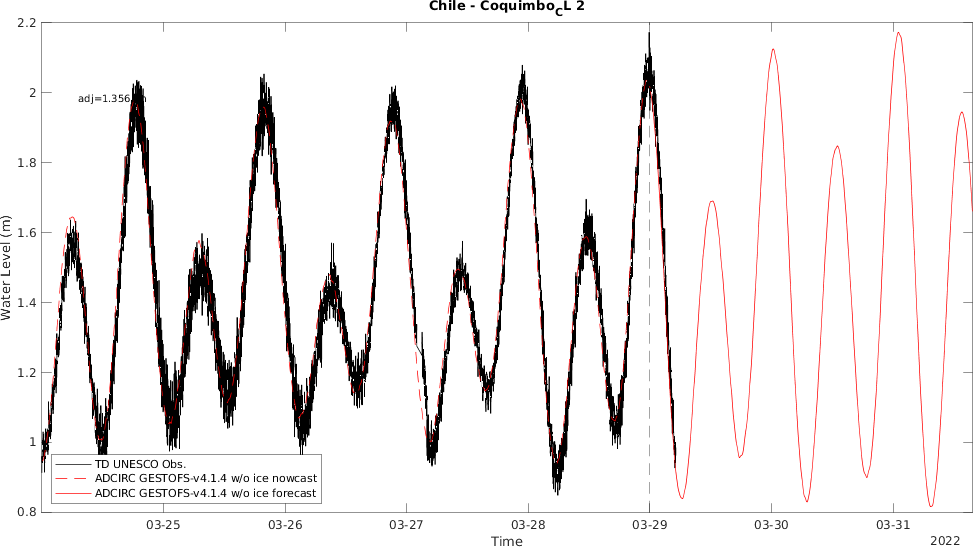 Chile - CoquimboCL 2
2.2
2
1.8
1.6
1.4
1.2
1
0.8
Water Level (m)
adj=1.356
TD UNESCO Obs.
ADCIRC GESTOFS-v4.1.4 w/o ice nowcast
ADCIRC GESTOFS-v4.1.4 w/o ice forecast
03-25
03-26
03-27
03-28
03-29
03-30
03-31
Time
2022